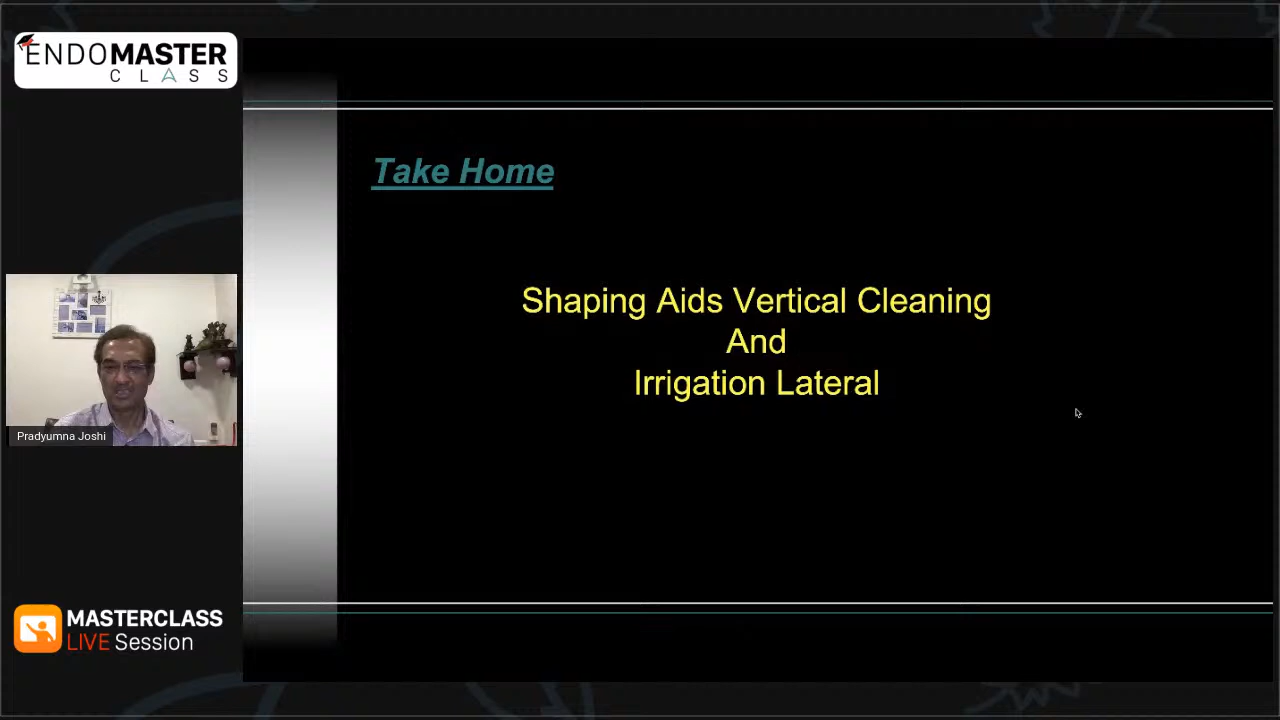 ENDOMASTER
CLASS
Take Home
Shaping Aids Vertical Cleaning
And
Irrigation Lateral
Pradyumna Joshi
MASTERCLASS
LIVE Session